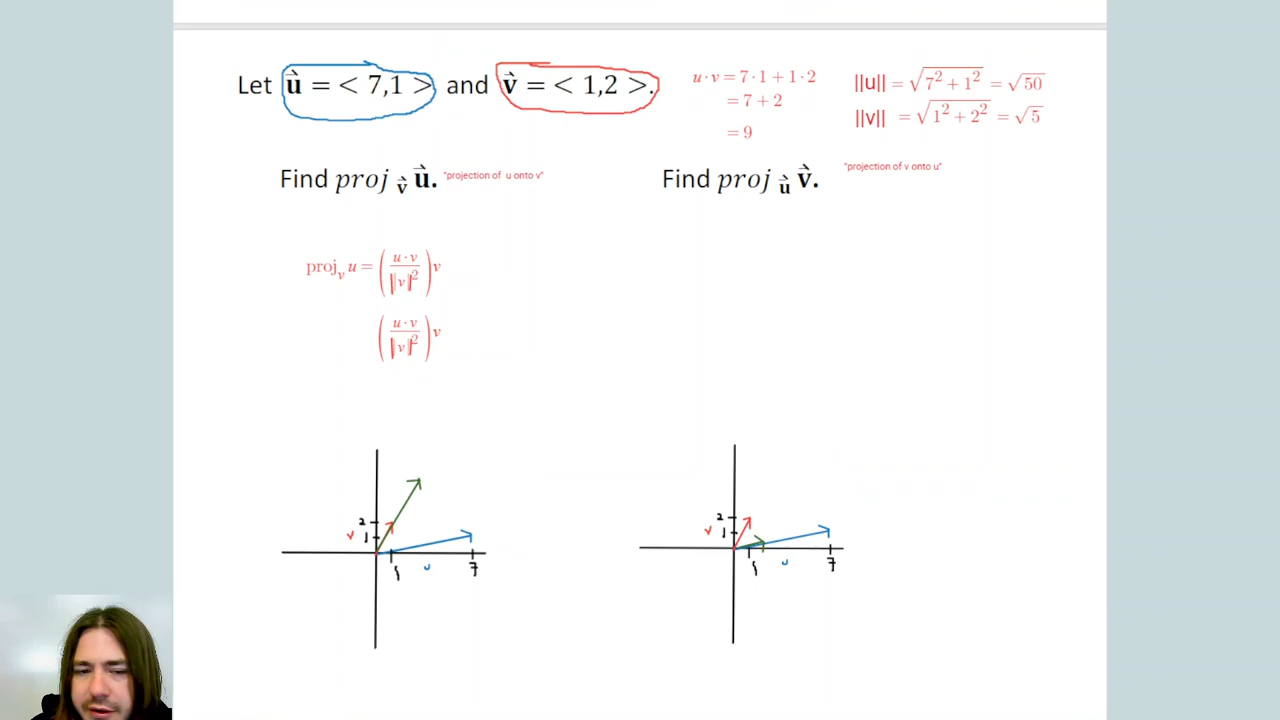 Let u⃗ = < 7,1 > and v⃗ = < 1,2 >.
u · v = 7 · 1 + 1 · 2
= 7 + 2
= 9
||u|| = √(7² + 1²) = √50
||v|| = √(1² + 2²) = √5
Find proj v⃗ u⃗. "projection of u onto v"
Find proj u⃗ v⃗. "projection of v onto u"
proj_v u = ( u · v / ||v||² ) v
( u · v / ||v||² ) v
2
v 1
1 u 7
2
v 1
1 u 7